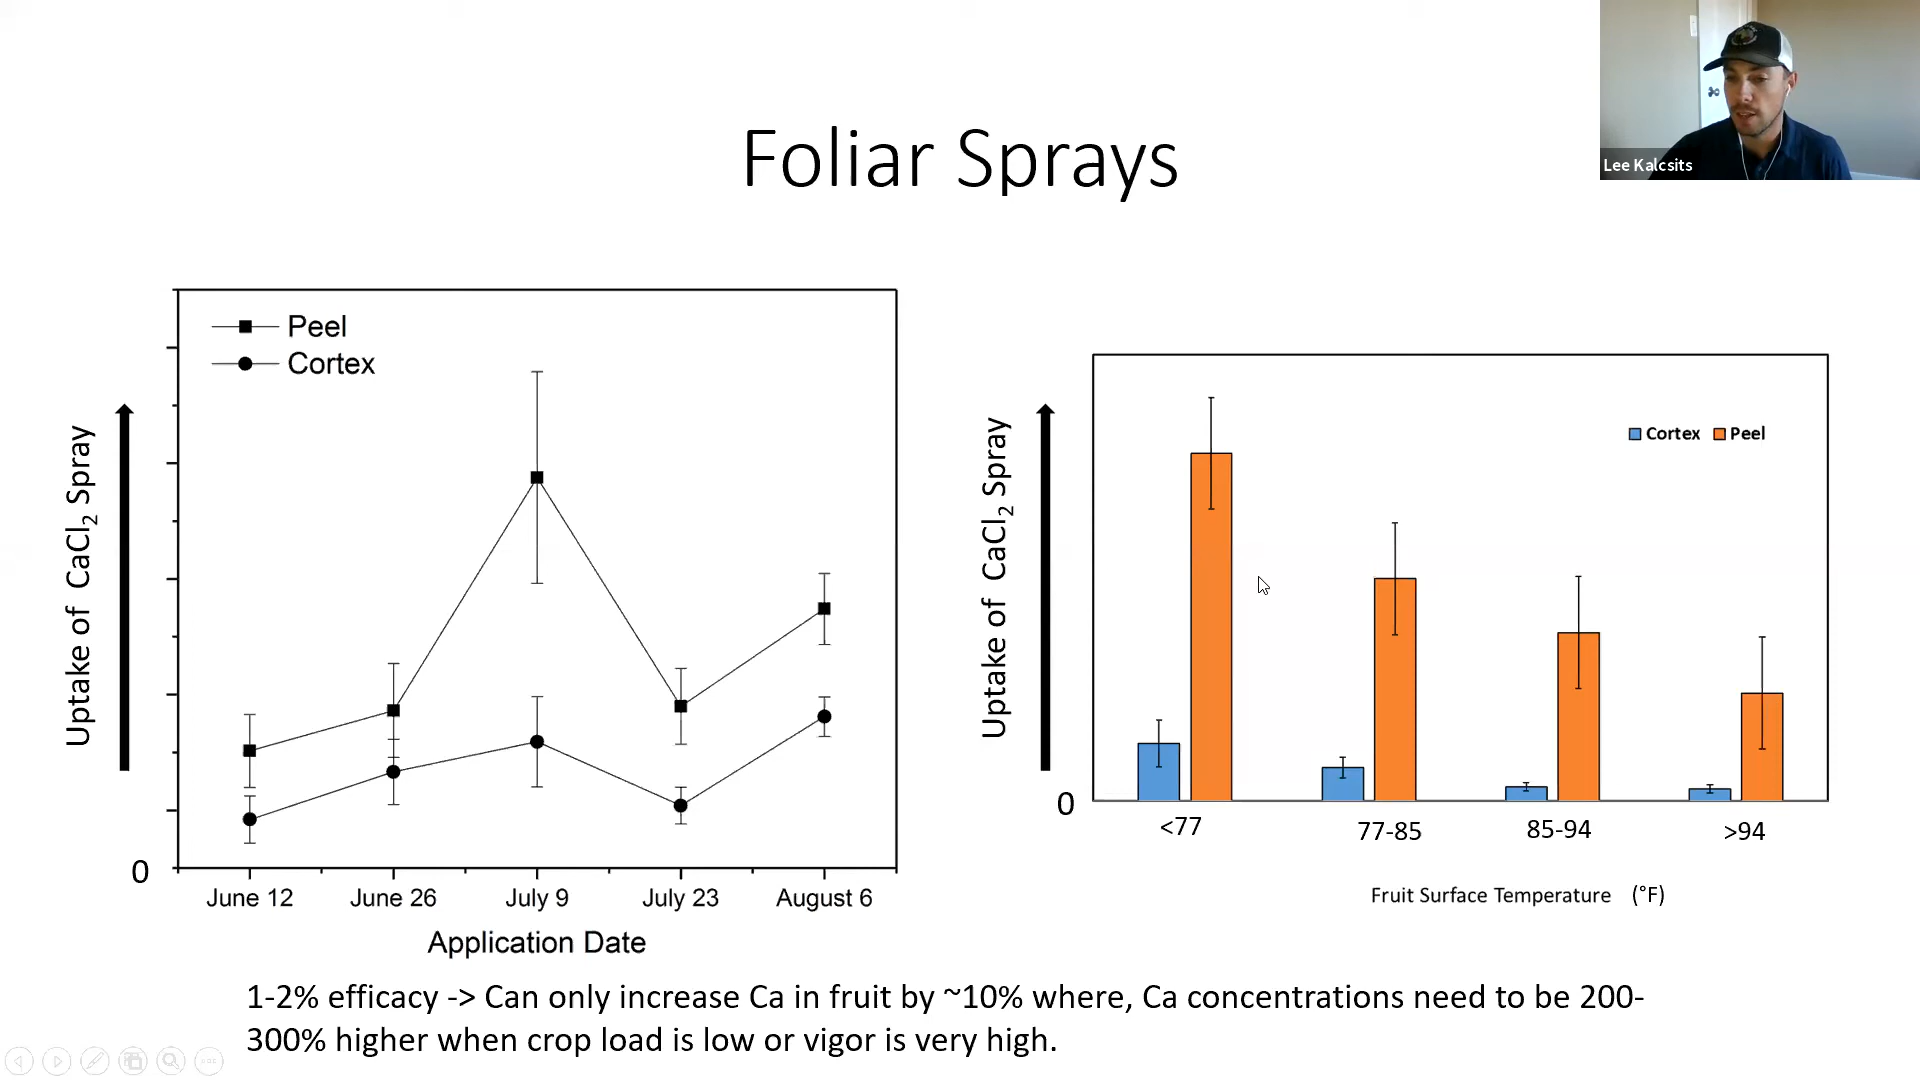 Lee Kalcsits
Foliar Sprays
Peel
Cortex
Uptake of CaCl2 Spray
0
June 12
June 26
July 9
July 23
August 6
Application Date
Uptake of CaCl2 Spray
Cortex
Peel
0
<77
77-85
85-94
>94
Fruit Surface Temperature (°F)
1-2% efficacy -> Can only increase Ca in fruit by ~10% where, Ca concentrations need to be 200-
300% higher when crop load is low or vigor is very high.